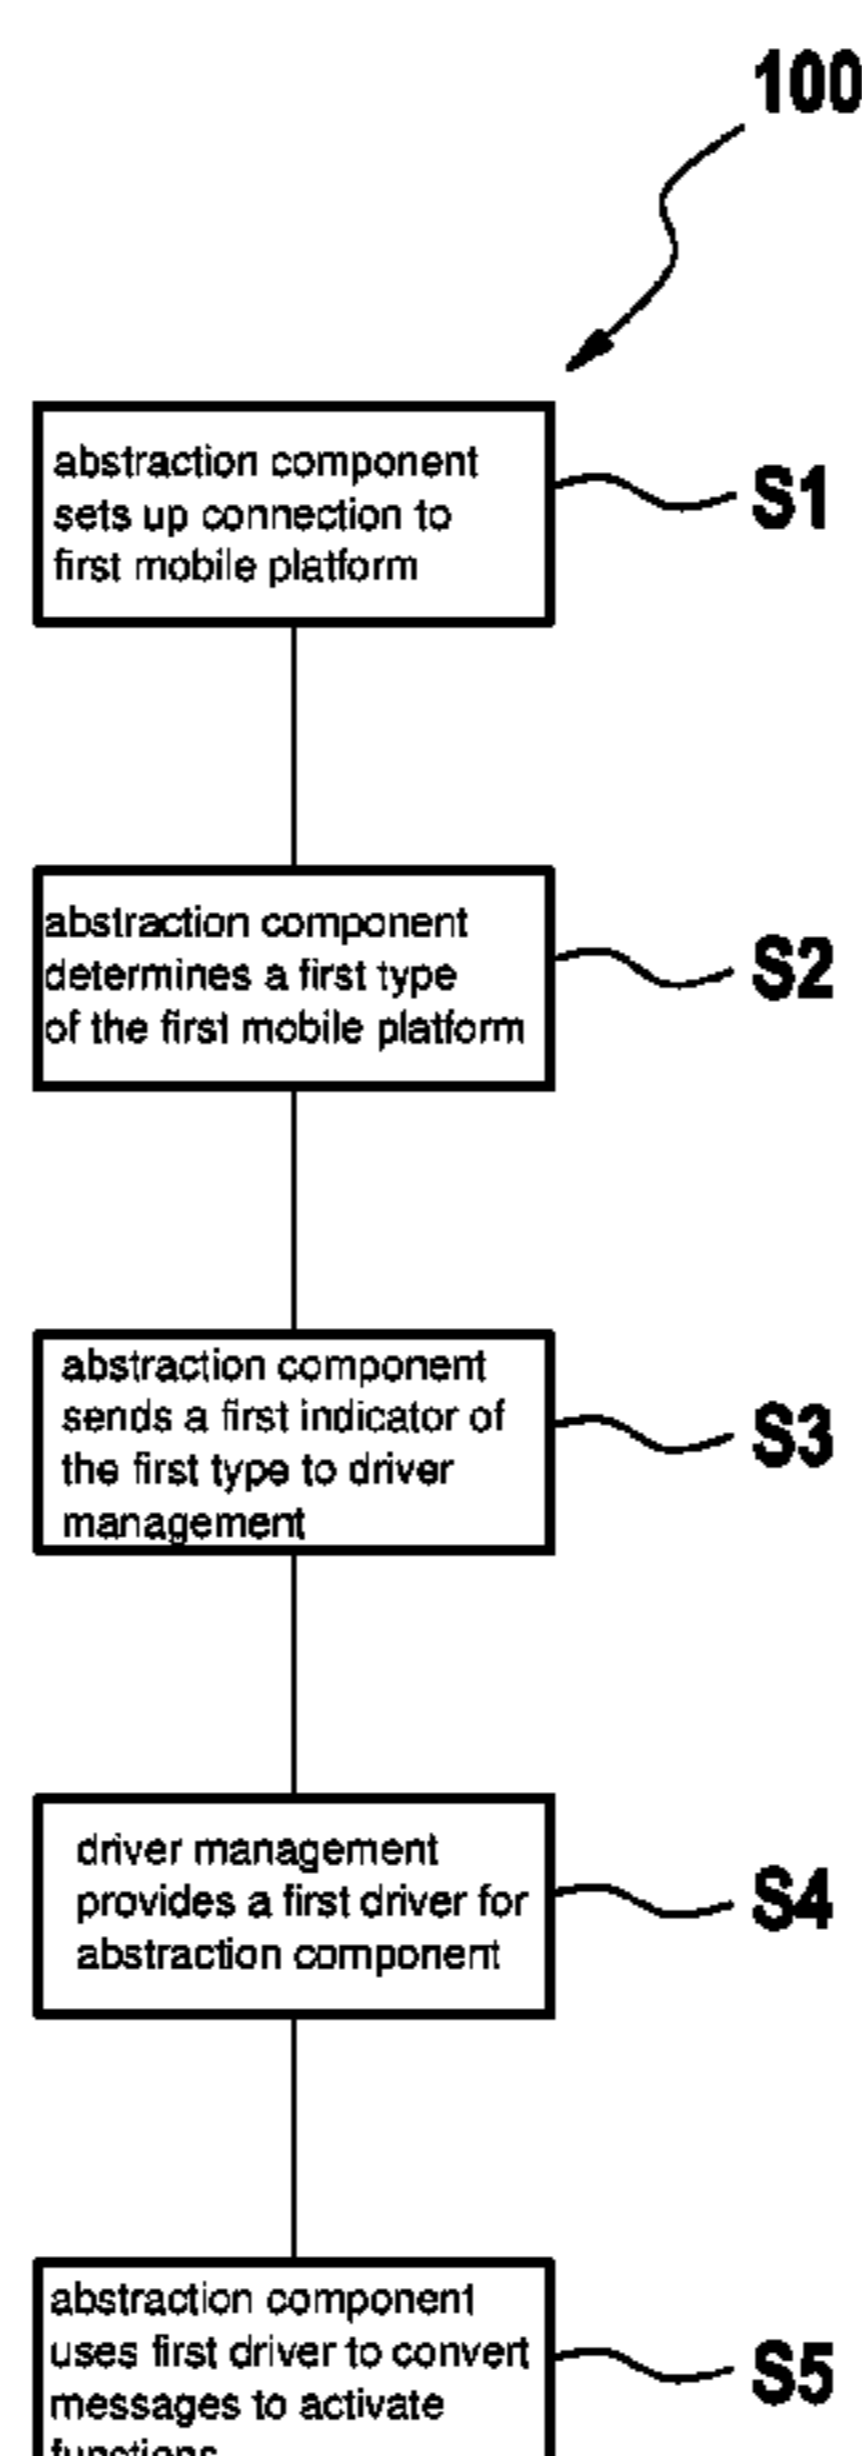 100
abstraction component
sets up connection to
first mobile platform
S1
abstraction component
determines a first type
of the first mobile platform
S2
abstraction component
sends a first indicator of
the first type to driver
management
S3
driver management
provides a first driver for
abstraction component
S4
abstraction component
uses first driver to convert
messages to activate
functions
S5